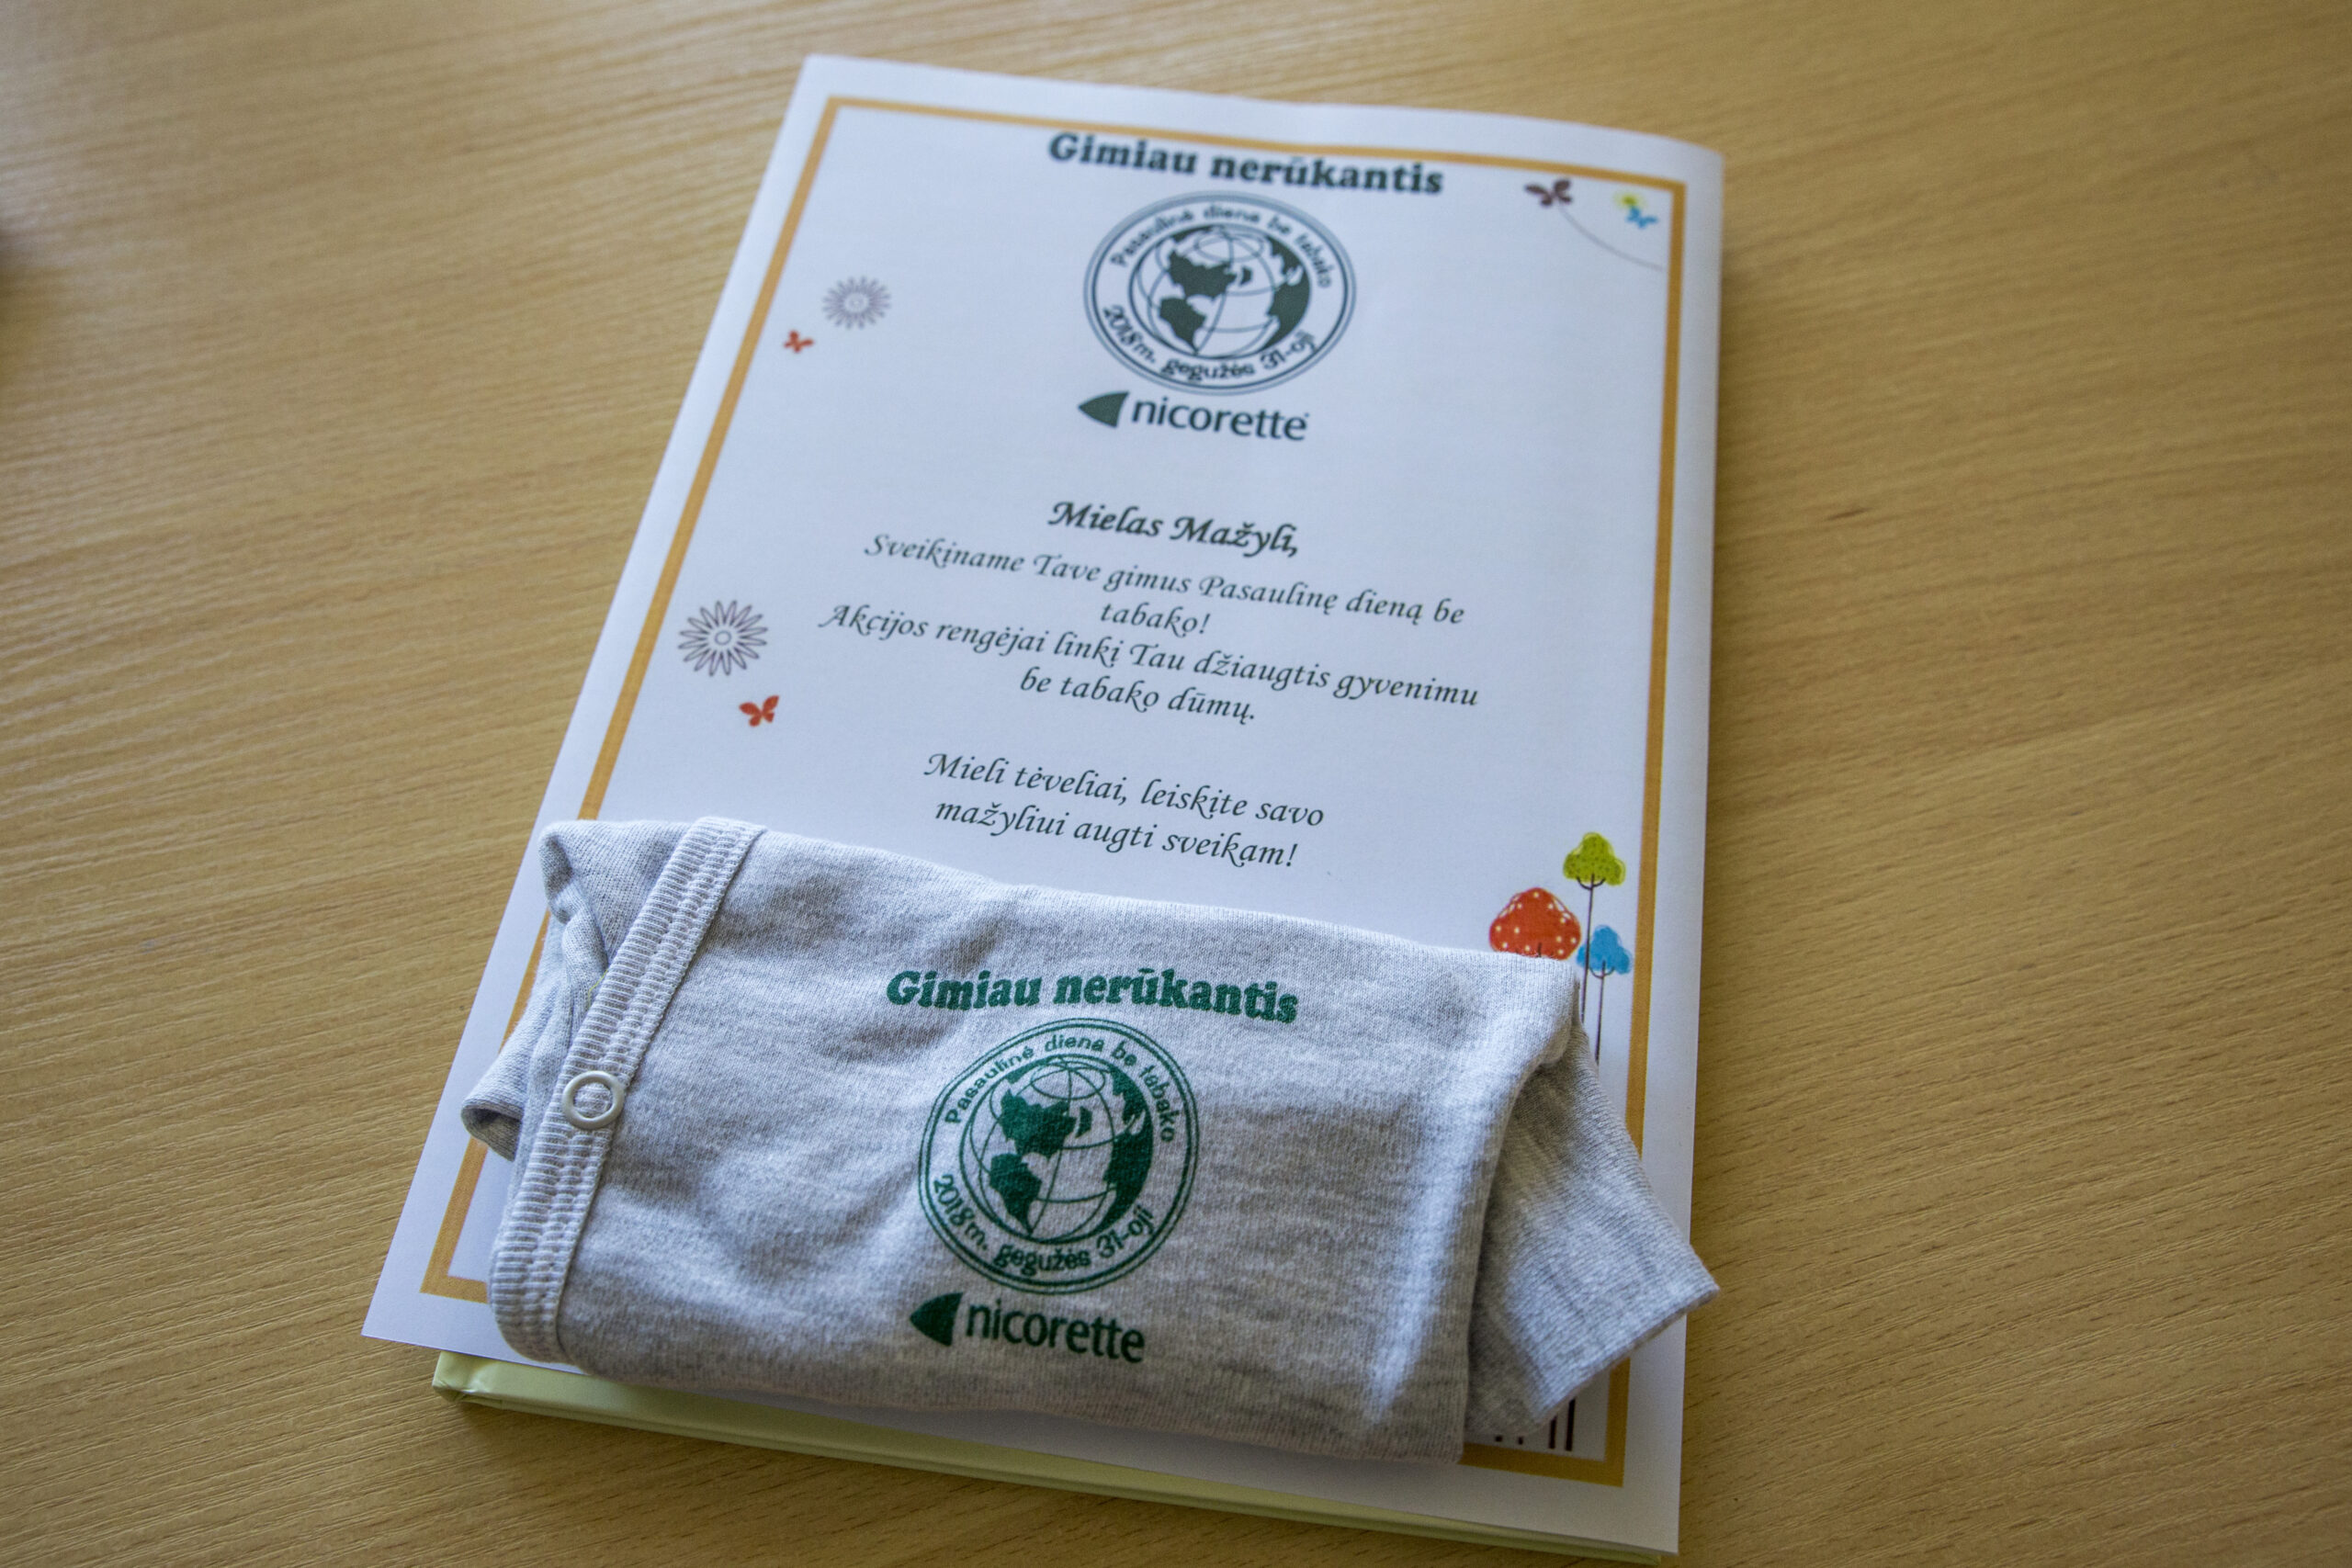 Gimiau nerūkantis
Pasaulinė diena be tabako
2018 m. gegužės 31-oji
nicorette
Mielas Mažyli,
Sveikiname Tave gimus Pasaulinę dieną be
tabako!
Akcijos rengėjai linki Tau džiaugtis gyvenimu
be tabako dūmų.
Mieli tėveliai, leiskite savo
mažyliui augti sveikam!
Gimiau nerūkantis
Pasaulinė diena be tabako
2018 m. gegužės 31-oji
nicorette